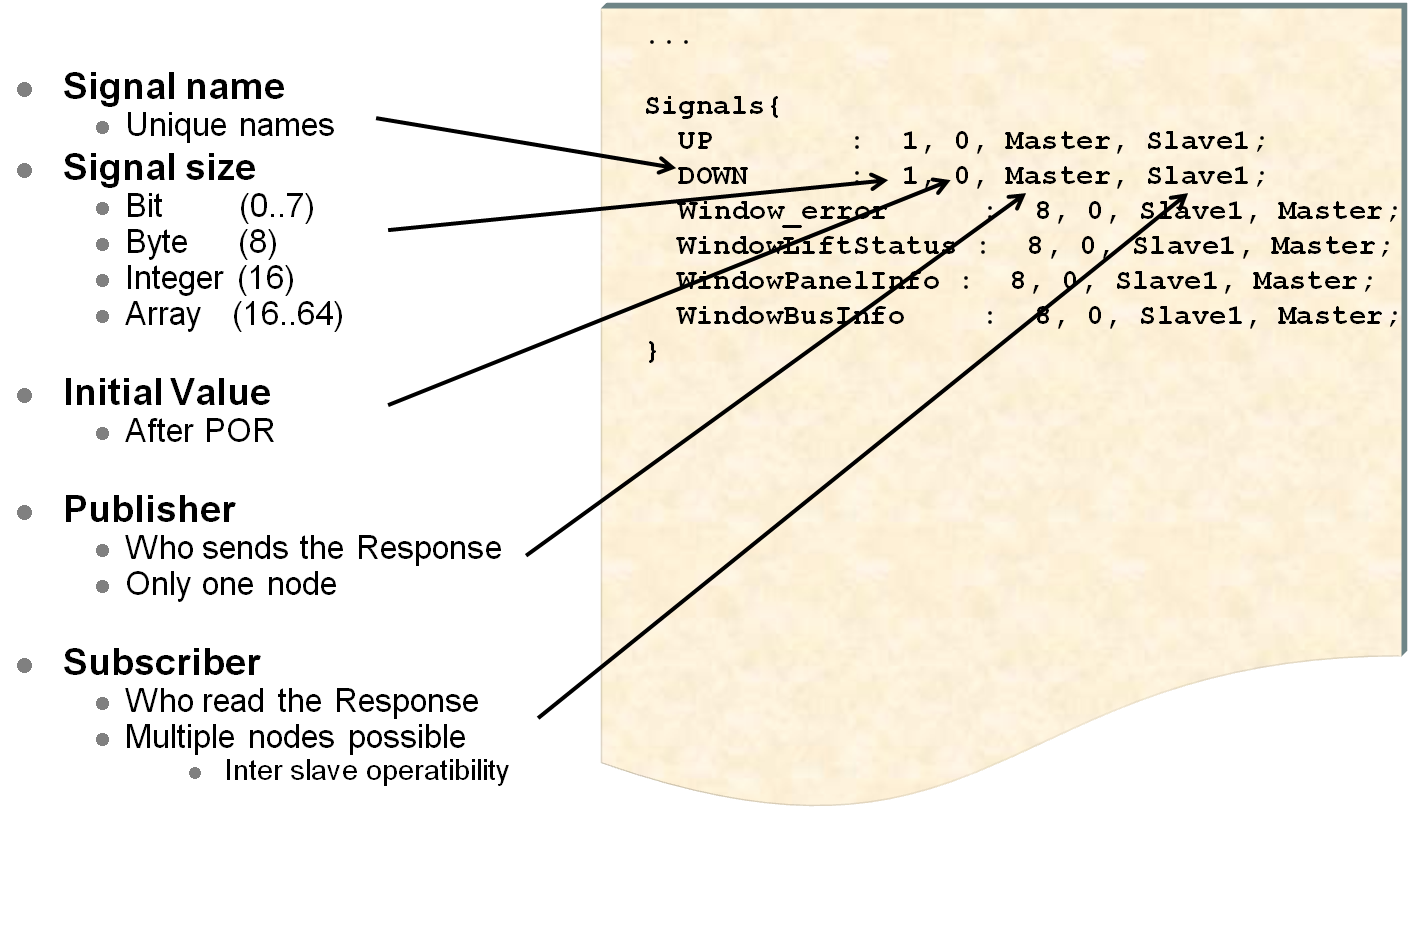 Signal name
Unique names
Signal size
Bit (0..7)
Byte (8)
Integer (16)
Array (16..64)
Initial Value
After POR
Publisher
Who sends the Response
Only one node
Subscriber
Who read the Response
Multiple nodes possible
Inter slave operatibility
...
Signals{
UP : 1, 0, Master, Slave1;
DOWN : 1, 0, Master, Slave1;
Window_error : 8, 0, Slave1, Master;
WindowLiftStatus : 8, 0, Slave1, Master;
WindowPanelInfo : 8, 0, Slave1, Master;
WindowBusInfo : 8, 0, Slave1, Master;
}